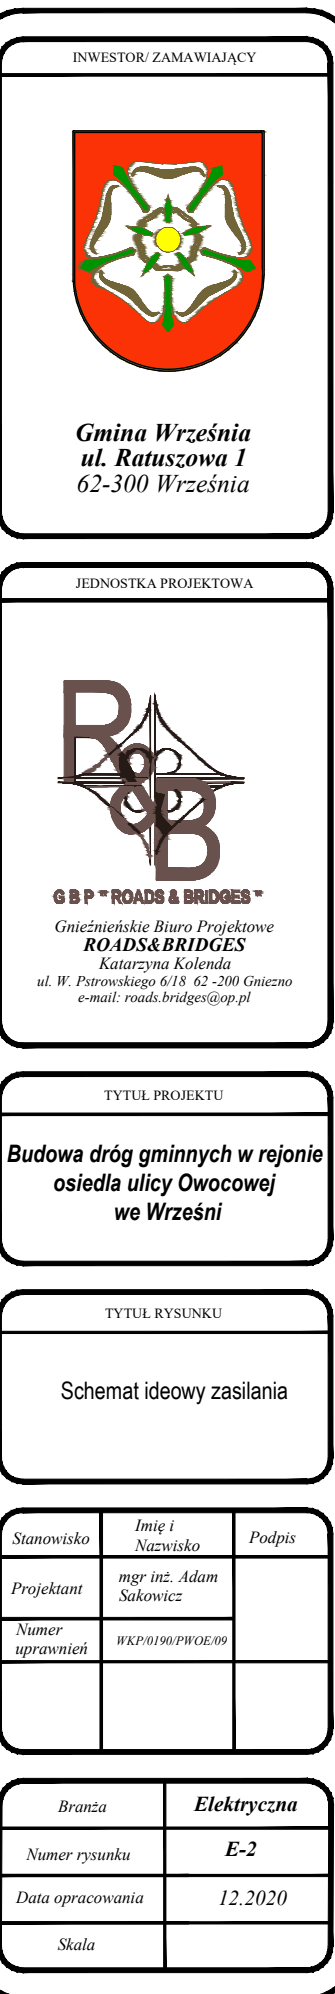 INWESTOR/ ZAMAWIAJĄCY
Gmina Września
ul. Ratuszowa 1
62-300 Września
JEDNOSTKA PROJEKTOWA
R&B
G B P " ROADS & BRIDGES "
Gnieźnieńskie Biuro Projektowe
ROADS&BRIDGES
Katarzyna Kolenda
ul. W. Pstrowskiego 6/18 62 -200 Gniezno
e-mail: roads.bridges@op.pl
TYTUŁ PROJEKTU
Budowa dróg gminnych w rejonie
osiedla ulicy Owocowej
we Wrześni
TYTUŁ RYSUNKU
Schemat ideowy zasilania
Stanowisko
Imię i
Nazwisko
Podpis
Projektant
mgr inż. Adam
Sakowicz
Numer
uprawnień
WKP/0190/PWOE/09
Branża
Elektryczna
Numer rysunku
E-2
Data opracowania
12.2020
Skala